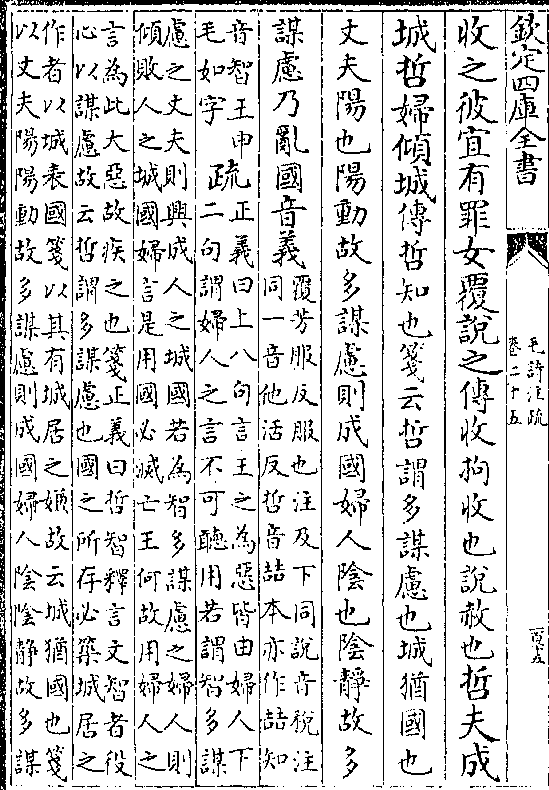 欽定四庫全書
毛詩注疏
卷二十五
收之彼宜有罪女覆說之傳收拘收也說赦也哲夫成
城哲婦傾城傳哲知也箋云哲謂多謀慮也城猶國也
丈夫陽也陽動故多謀慮則成國婦人陰也陰靜故多
謀慮乃亂國音義
覆芳服反服也注及下同說音稅注
同一音他活反哲音喆本亦作喆知
音智王申
毛如字
疏
正義曰上八句言王之為惡皆由婦人下
二句謂婦人之言不可聽用若謂智多謀
慮之丈夫則興成人之城國若為智多謀慮之婦人則
傾敗人之城國婦言是用國必滅亡王何故用婦人之
言為此大惡故疾之也箋正義曰哲智釋言文智者役
心以謀慮故云哲謂多謀慮也國之所存必築城居之
作者以城表國箋以其有城居之嫌故云城猶國也箋
以丈夫陽陽動故多謀慮則成國婦人陰陰靜故多謀